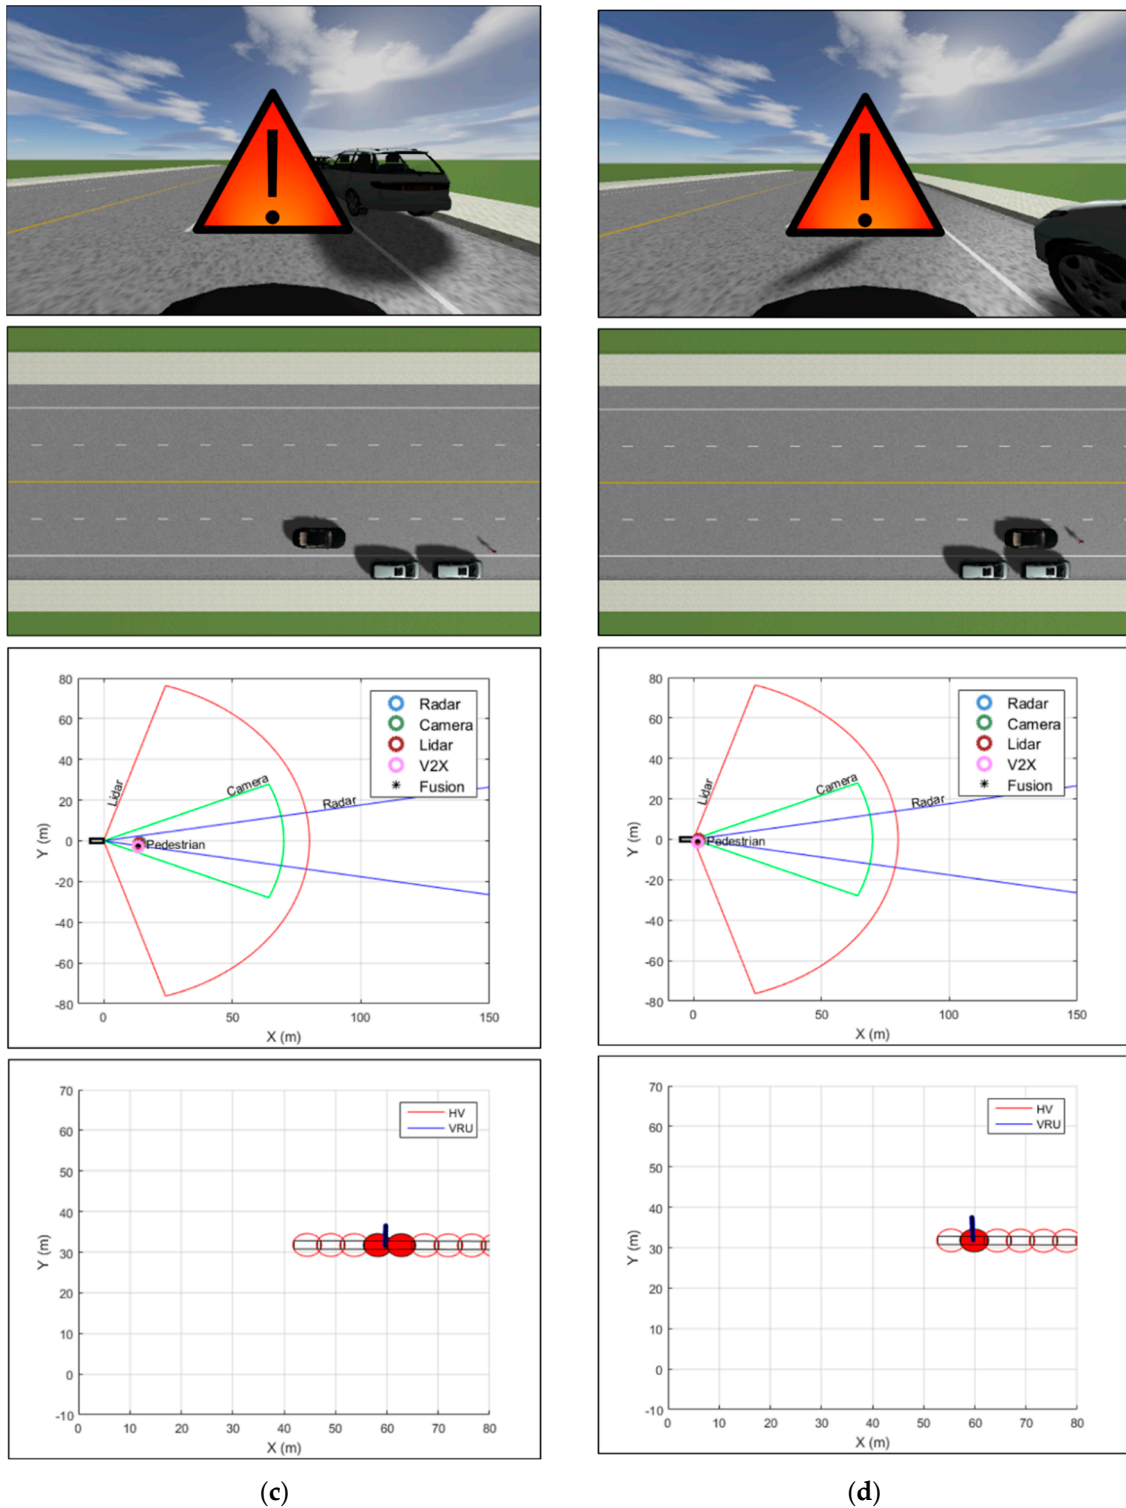 !
!
80
60
40
20
0
-20
-40
-60
-80
0
50
100
150
X (m)
Y (m)
Lidar
Camera
Radar
Pedestrian
Radar
Camera
Lidar
V2X
Fusion
80
60
40
20
0
-20
-40
-60
-80
0
50
100
150
X (m)
Y (m)
Lidar
Camera
Radar
Pedestrian
Radar
Camera
Lidar
V2X
Fusion
70
60
50
40
30
20
10
0
-10
0
10
20
30
40
50
60
70
80
X (m)
Y (m)
HV
VRU
70
60
50
40
30
20
10
0
-10
0
10
20
30
40
50
60
70
80
X (m)
Y (m)
HV
VRU
(c)
(d)